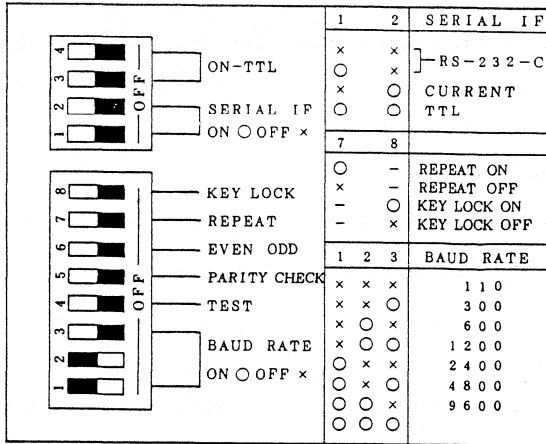 4
3
2
1
OFF
ON-TTL
SERIAL IF
ON ○ OFF ×
8
7
6
5
4
3
2
1
OFF
KEY LOCK
REPEAT
EVEN ODD
PARITY CHECK
TEST
BAUD RATE
ON ○ OFF ×
1 2 SERIAL IF
× ×
○ ×
RS-232-C
× ○ CURRENT
○ ○ TTL
7 8
○ - REPEAT ON
× - REPEAT OFF
- ○ KEY LOCK ON
- × KEY LOCK OFF
1 2 3 BAUD RATE
× × × 110
× × ○ 300
× ○ × 600
× ○ ○ 1200
○ × × 2400
○ × ○ 4800
○ ○ × 9600
○ ○ ○